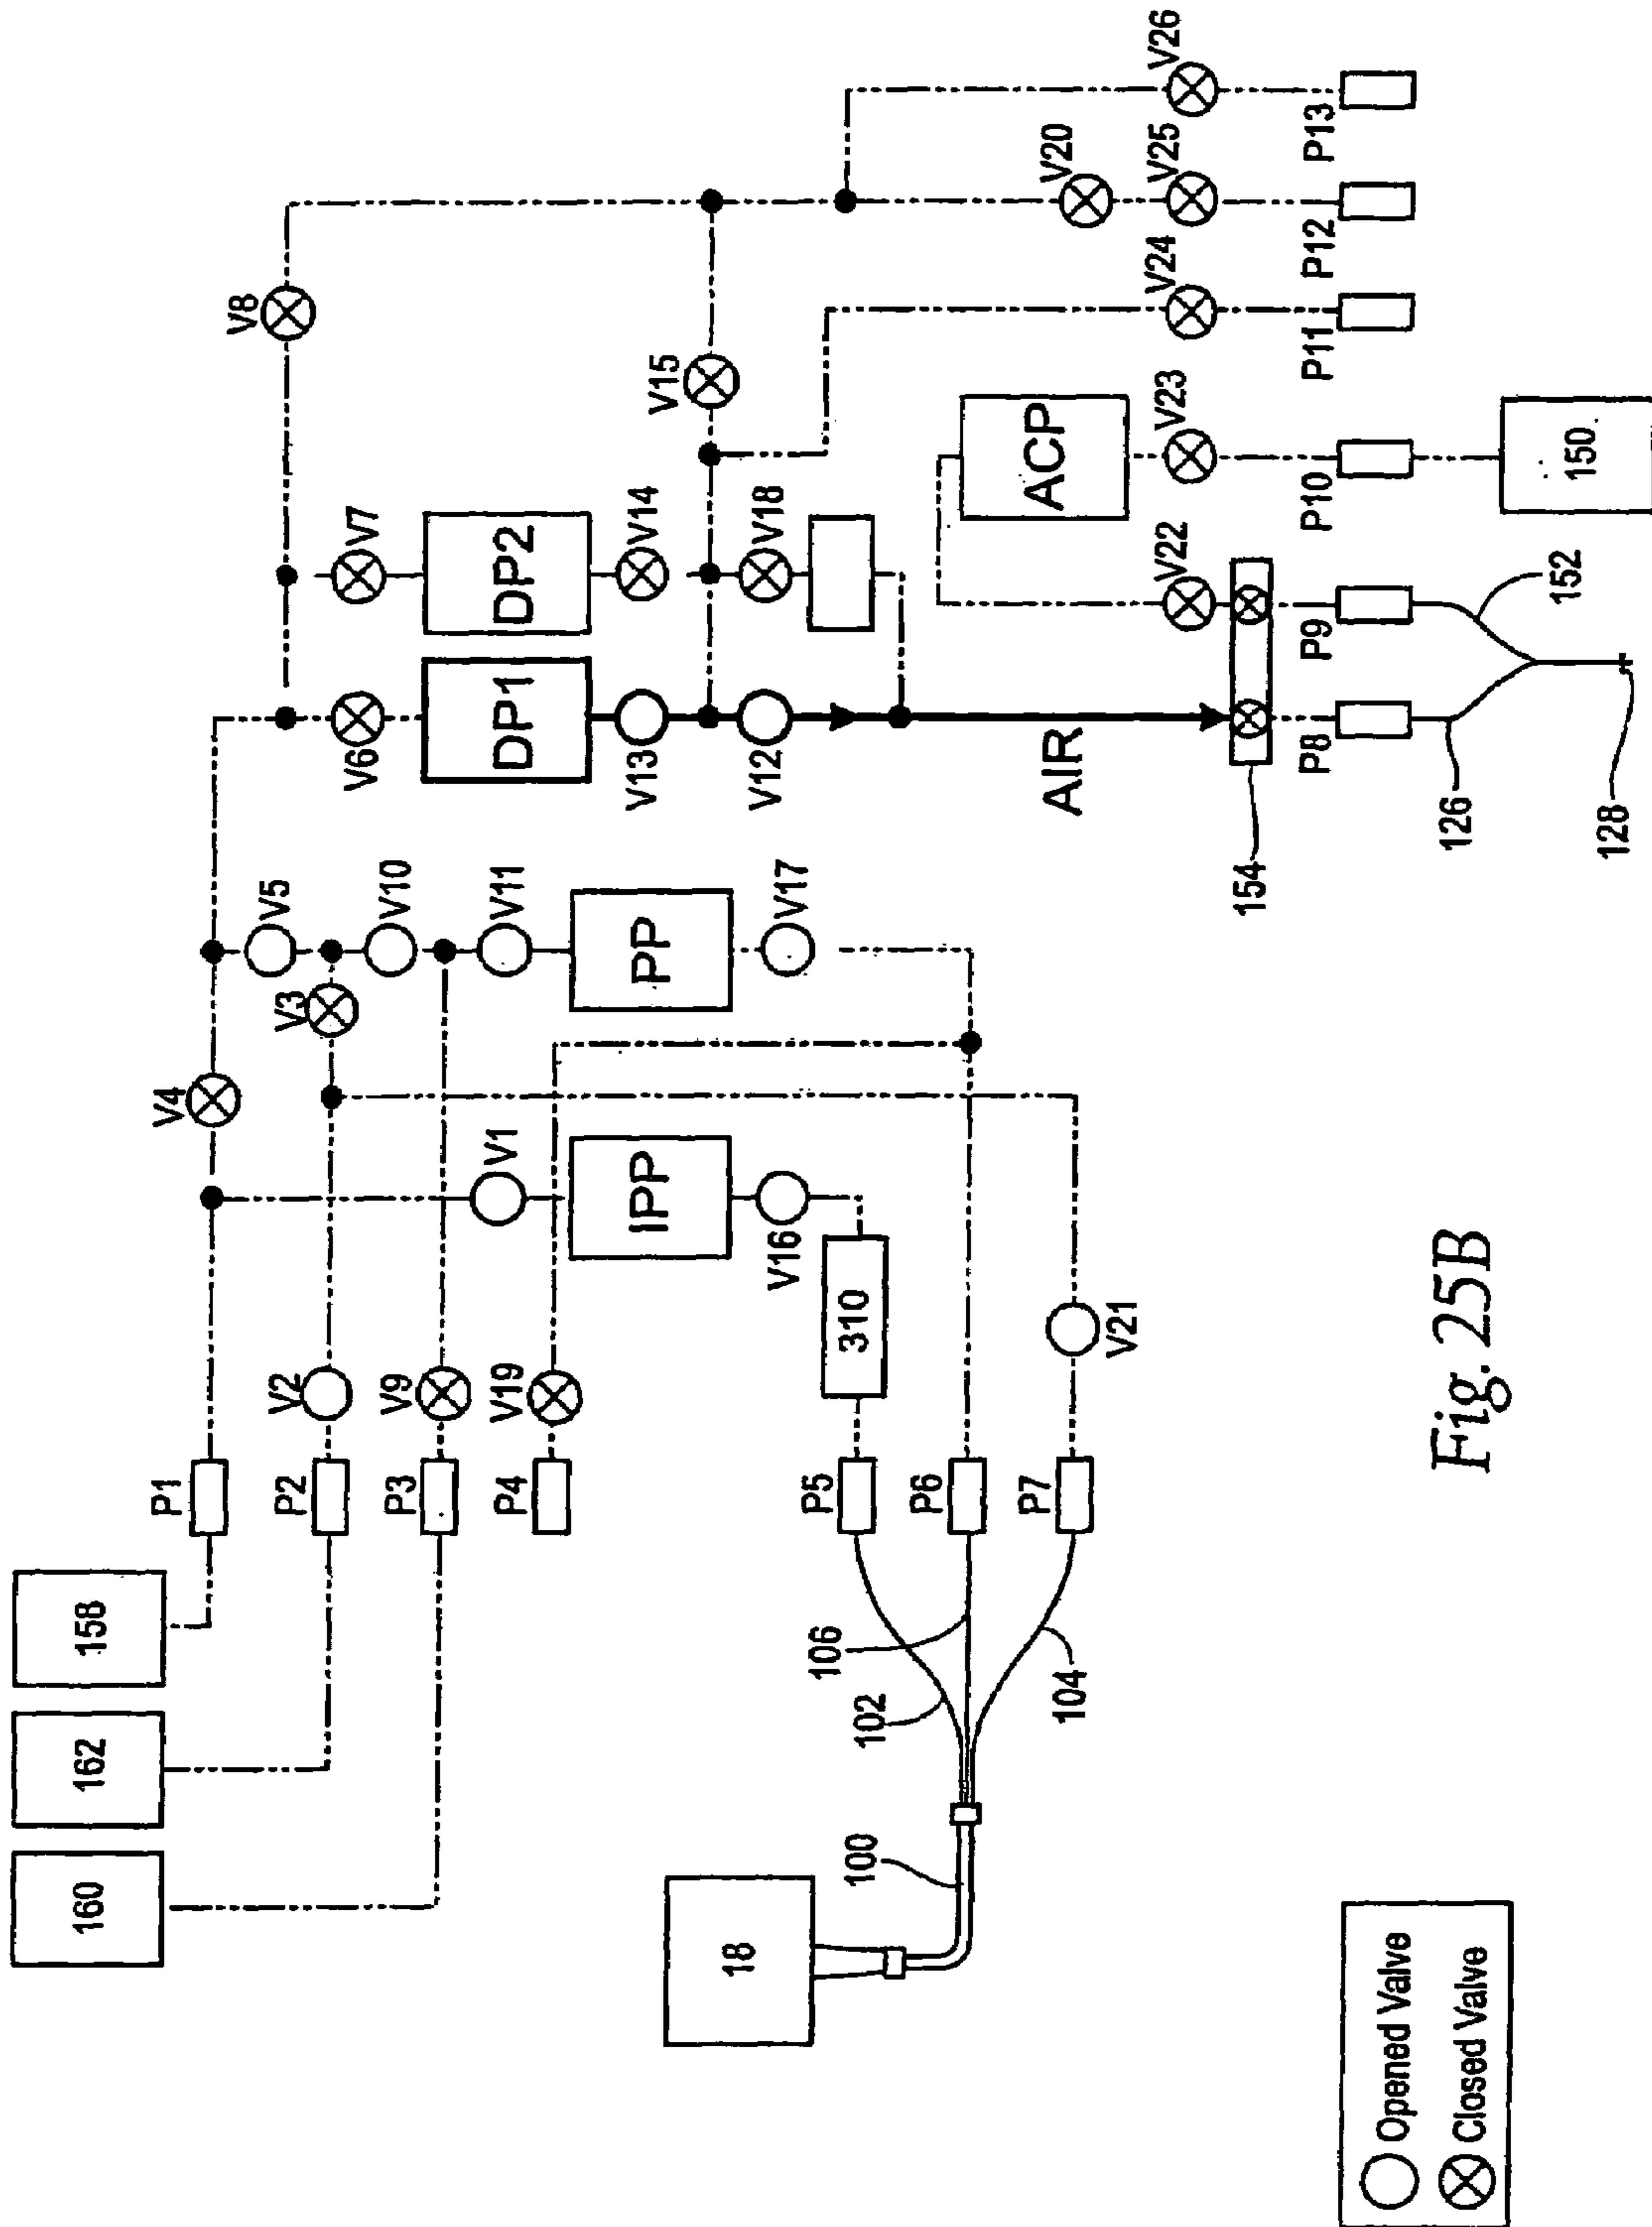 160
162
158
P1
P2
P3
P4
V2
V9
V19
V4
V3
V5
V10
V11
V1
PP
IPP
V17
V16
310
P5
P6
P7
V21
102
106
104
100
18
V8
V6
V7
DP1
DP2
V13
V14
V12
V18
V15
AIR
ACP
V22
V23
V24
V20
V25
V26
154
P8
P9
P10
P11
P12
P13
150
126
152
128
Opened Valve
Closed Valve
Fig. 25B